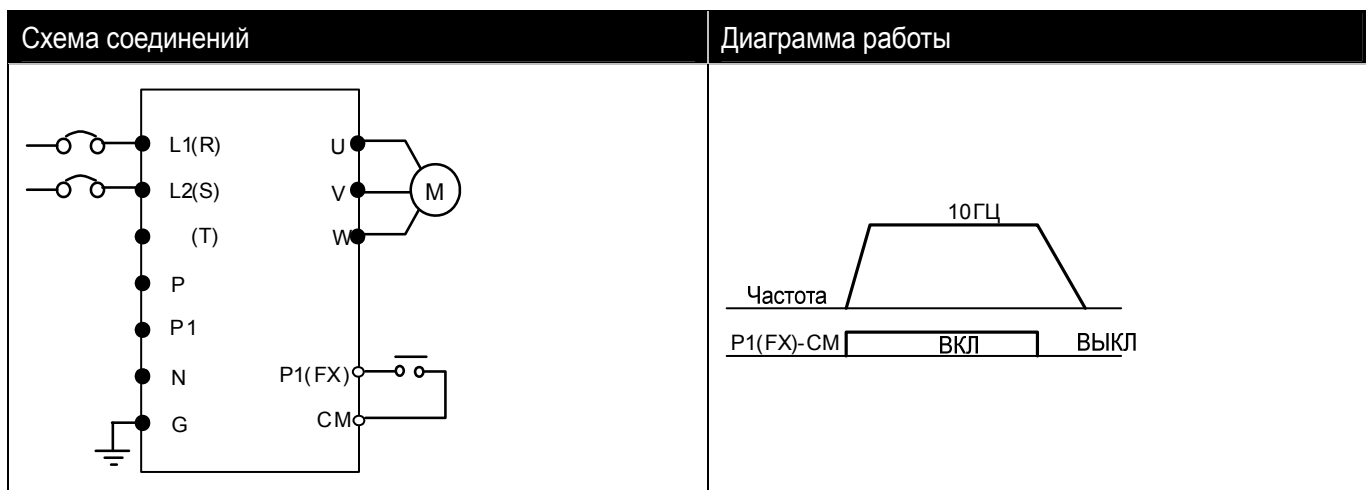 Схема соединений
Диаграмма работы
L1(R)
U
L2(S)
V
M
(T)
W
P
P1
N
P1(FX)
G
CM
10ГЦ
Частота
P1(FX)-CM
ВКЛ
ВЫКЛ